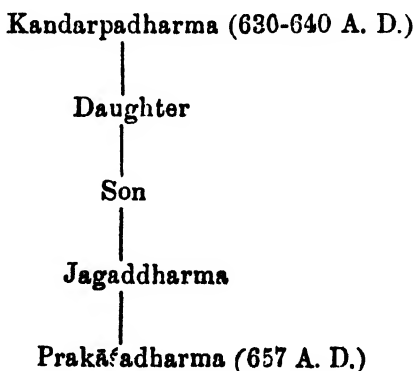 Kandarpadharma (630-640 A. D.)
Daughter
Son
Jagaddharma
Prakāśadharma (657 A. D.)